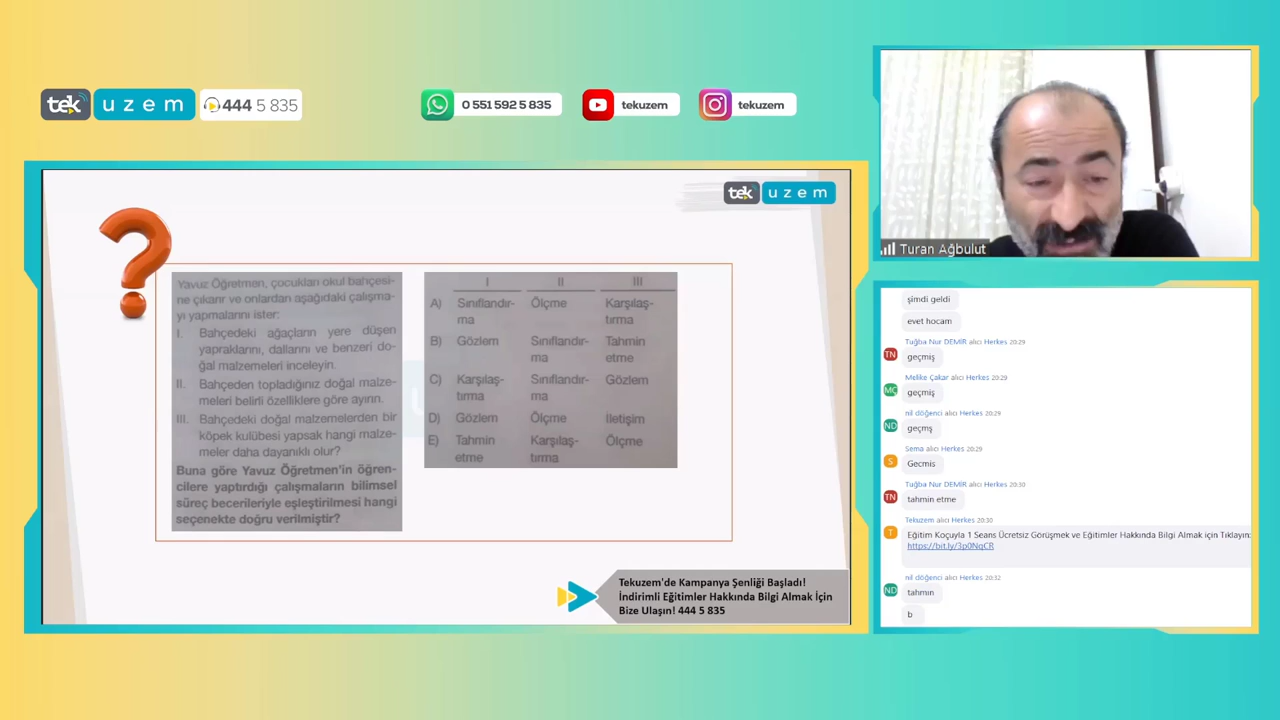 tek uzem 444 5 835
0 551 592 5 835
tekuzem
tekuzem
tek uzem
Yavuz Öğretmen, çocukları okul bahçesi-
ne çıkarır ve onlardan aşağıdaki çalışma-
yı yapmalarını ister:
I. Bahçedeki ağaçların yere düşen
yapraklarını, dallarını ve benzeri do-
ğal malzemeleri inceleyin.
II. Bahçeden topladığınız doğal malze-
meleri belirli özelliklere göre ayırın.
III. Bahçedeki doğal malzemelerden bir
köpek kulübesi yapsak hangi malze-
meler daha dayanıklı olur?
Buna göre Yavuz Öğretmen'in öğren-
cilere yaptırdığı çalışmaların bilimsel
süreç becerileriyle eşleştirilmesi hangi
seçenekte doğru verilmiştir?
I II III
A) Sınıflandır- Ölçme Karşılaş-
ma tırma
B) Gözlem Sınıflandır- Tahmin
ma etme
C) Karşılaş- Sınıflandır- Gözlem
tırma ma
D) Gözlem Ölçme İletişim
E) Tahmin Karşılaş- Ölçme
etme tırma
Tekuzem'de Kampanya Şenliği Başladı!
İndirimli Eğitimler Hakkında Bilgi Almak İçin
Bize Ulaşın! 444 5 835
Turan Ağbulut
şimdi geldi
evet hocam
Tuğba Nur DEMİR alıcı Herkes 20:29
TN geçmiş
Melike Çakar alıcı Herkes 20:29
MÇ geçmiş
nil döğenci alıcı Herkes 20:29
ND geçmş
Sema alıcı Herkes 20:29
S Gecmis
Tuğba Nur DEMİR alıcı Herkes 20:30
TN tahmin etme
Tekuzem alıcı Herkes 20:30
T Eğitim Koçuyla 1 Seans Ücretsiz Görüşmek ve Eğitimler Hakkında Bilgi Almak için Tıklayın:
https://bit.ly/3p0NqCR
nil döğenci alıcı Herkes 20:32
ND tahmın
b